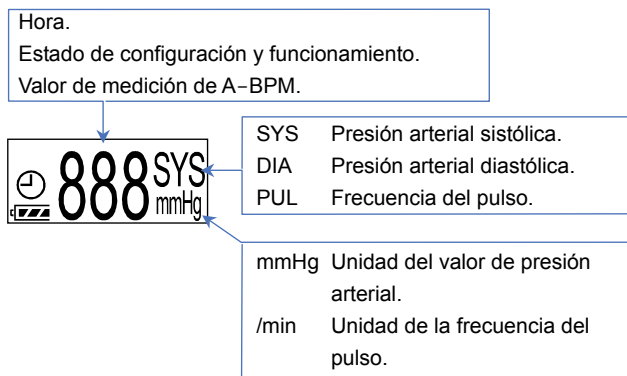 Hora.
Estado de configuración y funcionamiento.
Valor de medición de A−BPM.
888 SYS
mmHg
SYS Presión arterial sistólica.
DIA Presión arterial diastólica.
PUL Frecuencia del pulso.
mmHg Unidad del valor de presión
arterial.
/min Unidad de la frecuencia del
pulso.